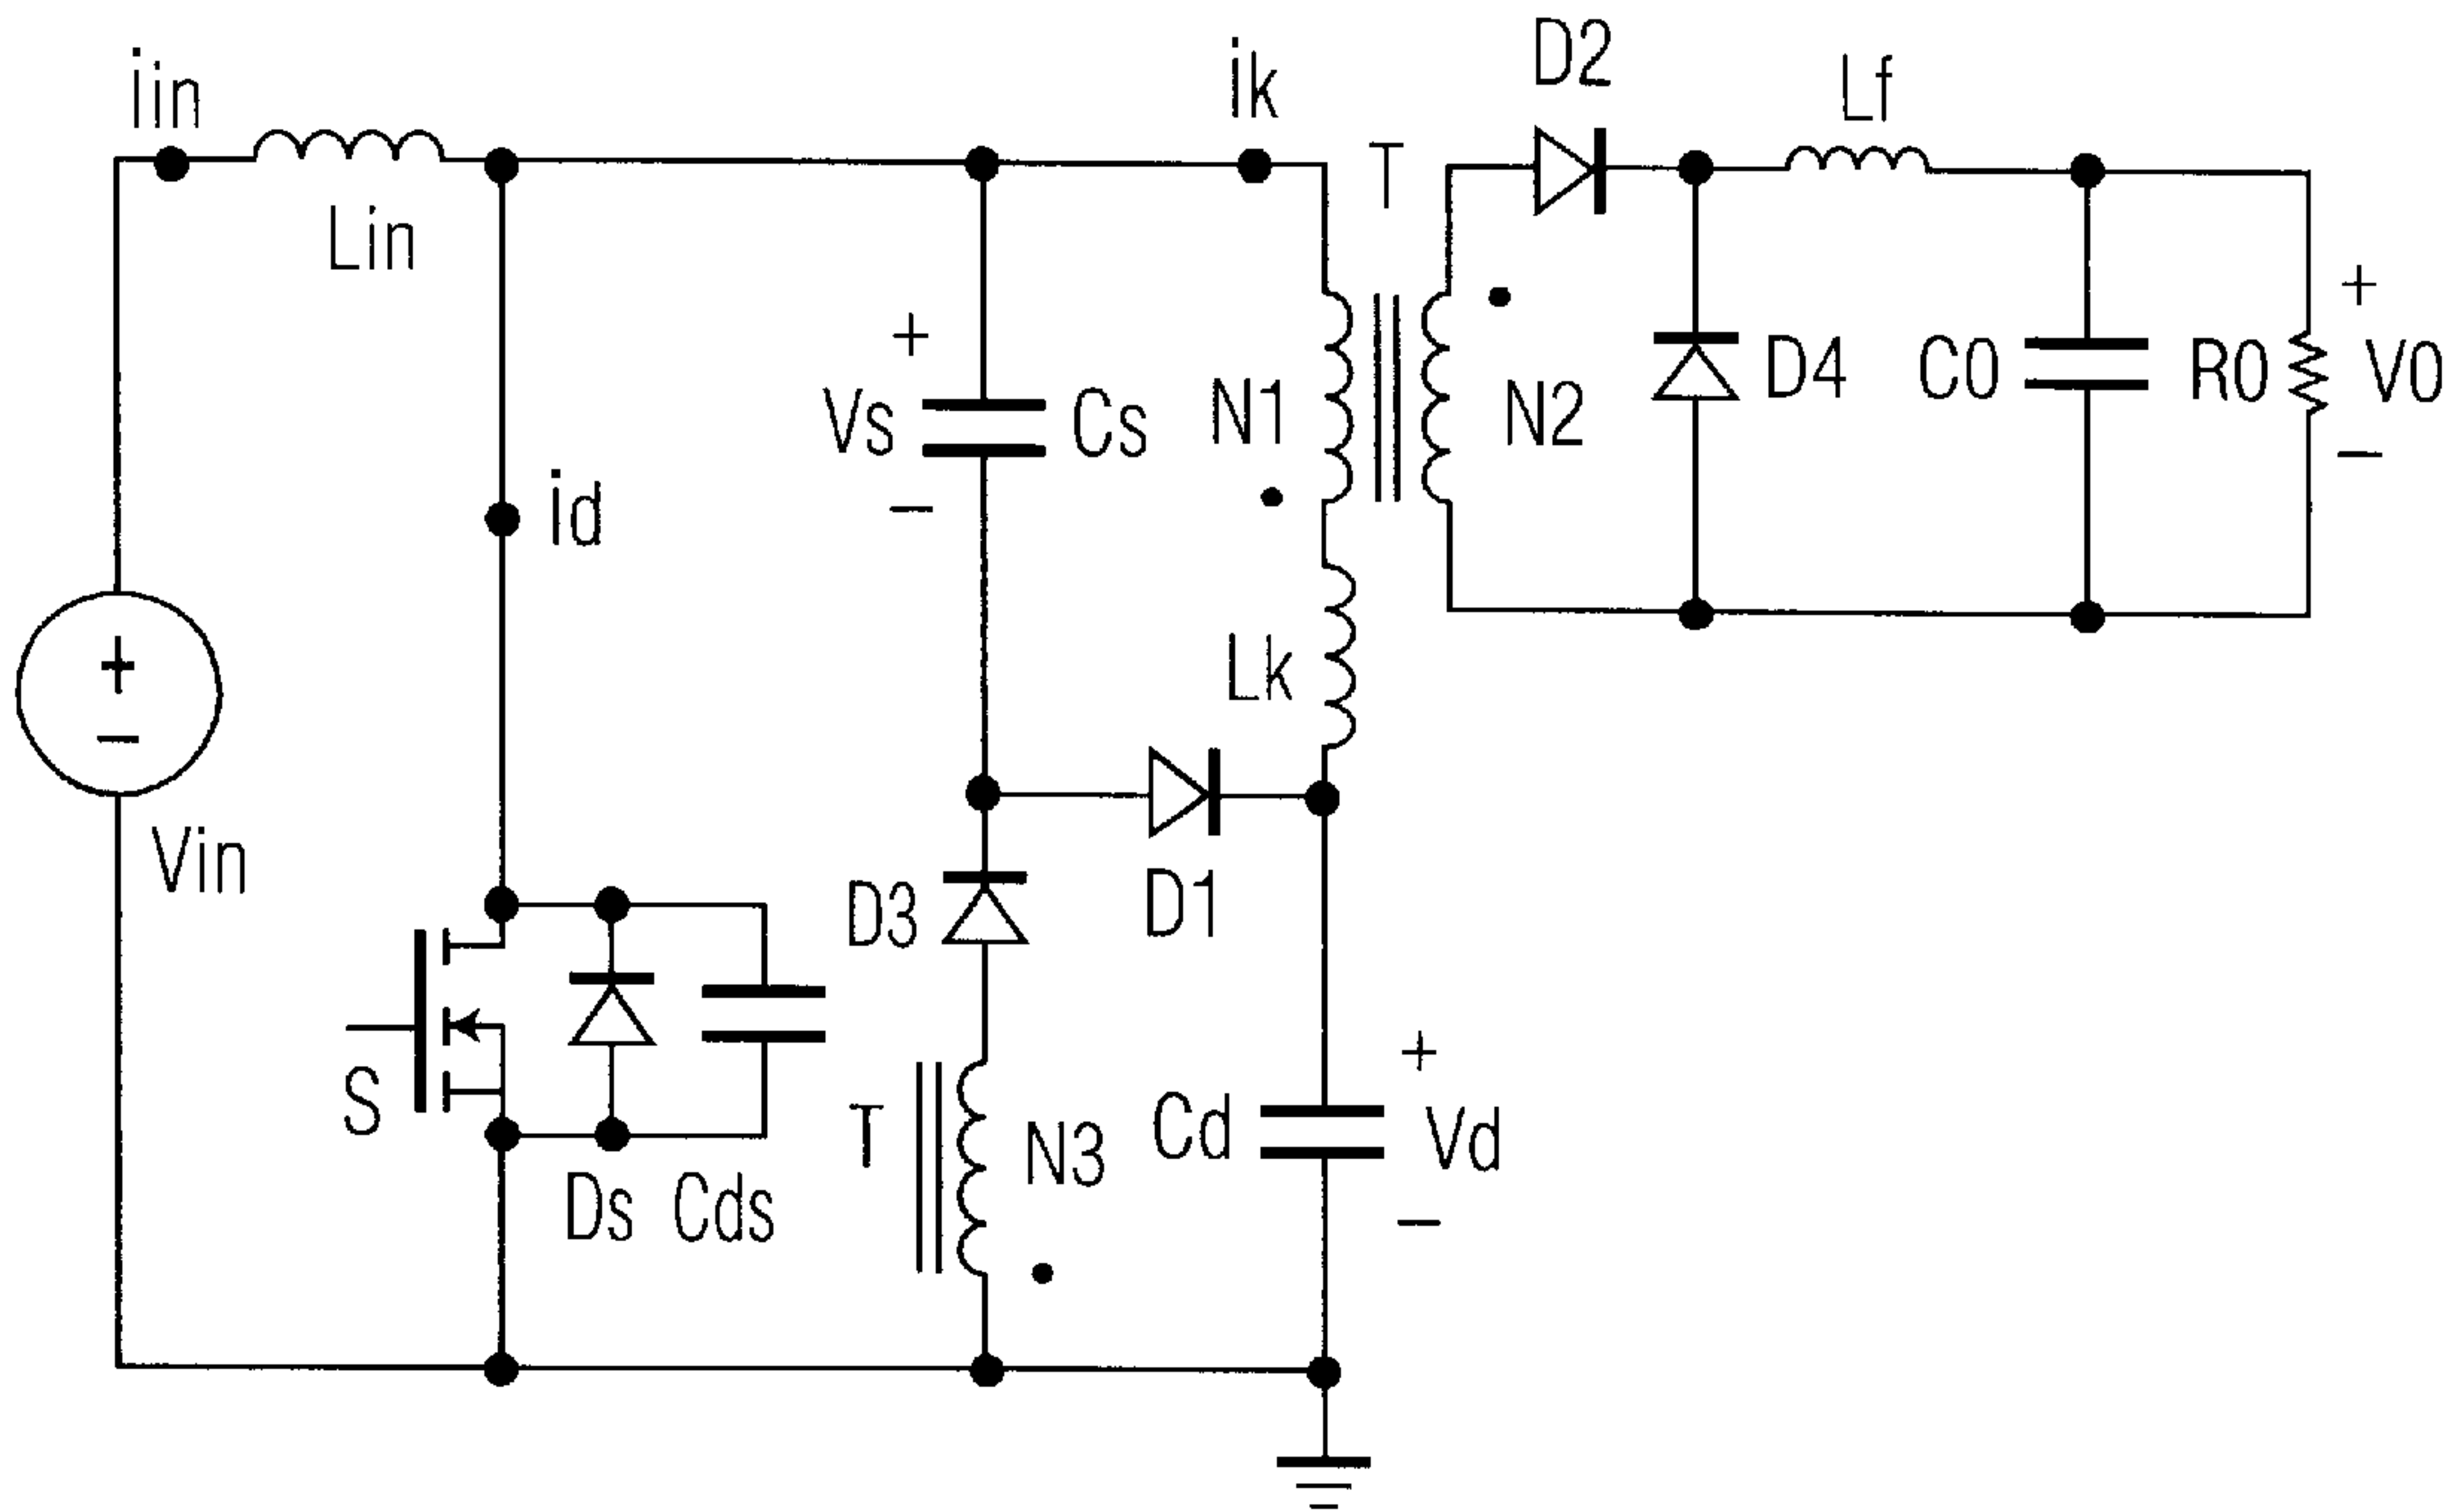 iin
Lin
ik
T
D2
Lf
id
+
Vs
−
Cs
N1
N2
D4
C0
R0
+
V0
−
Lk
+
−
Vin
D3
D1
S
Ds
Cds
T
N3
Cd
+
Vd
−